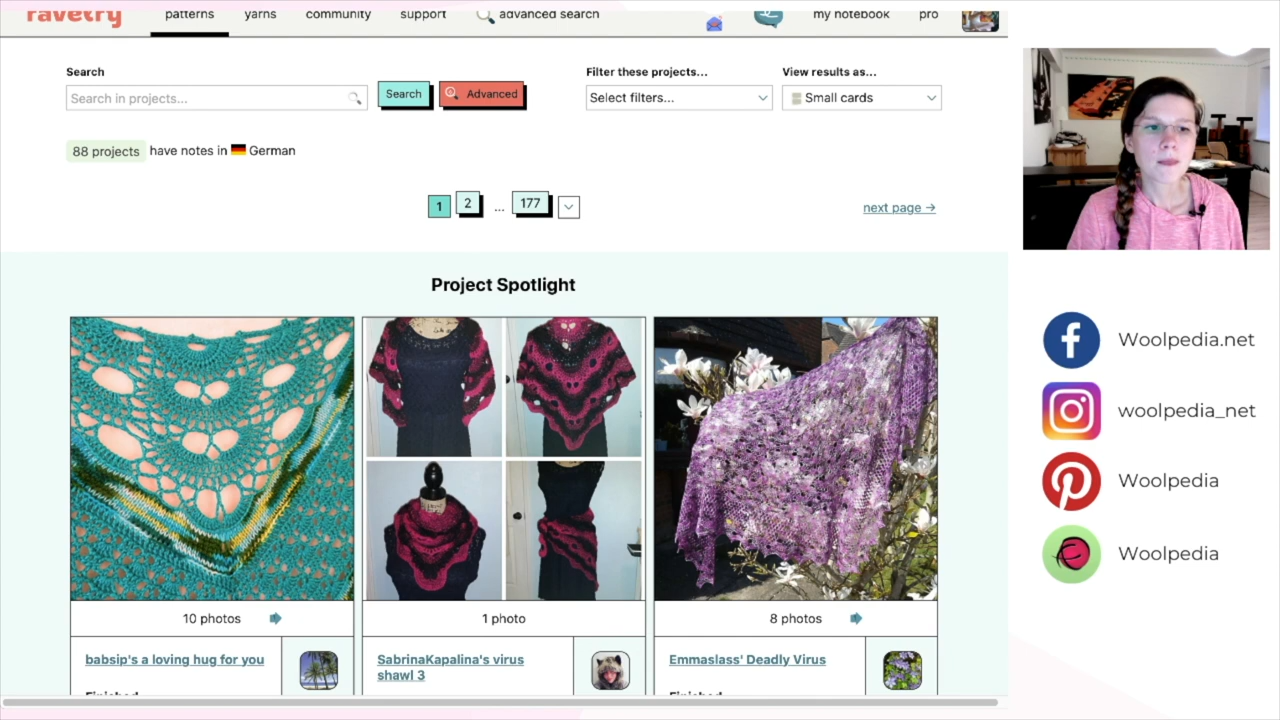 ravelry
patterns
yarns
community
support
advanced search
my notebook
pro
Search
Search in projects...
Search
Advanced
Filter these projects...
Select filters...
View results as...
Small cards
88 projects have notes in German
1
2
...
177
next page →
Project Spotlight
10 photos
1 photo
8 photos
babsip's a loving hug for you
SabrinaKapalina's virus
shawl 3
Emmaslass' Deadly Virus
Finished
Finished
Woolpedia.net
woolpedia_net
Woolpedia
Woolpedia